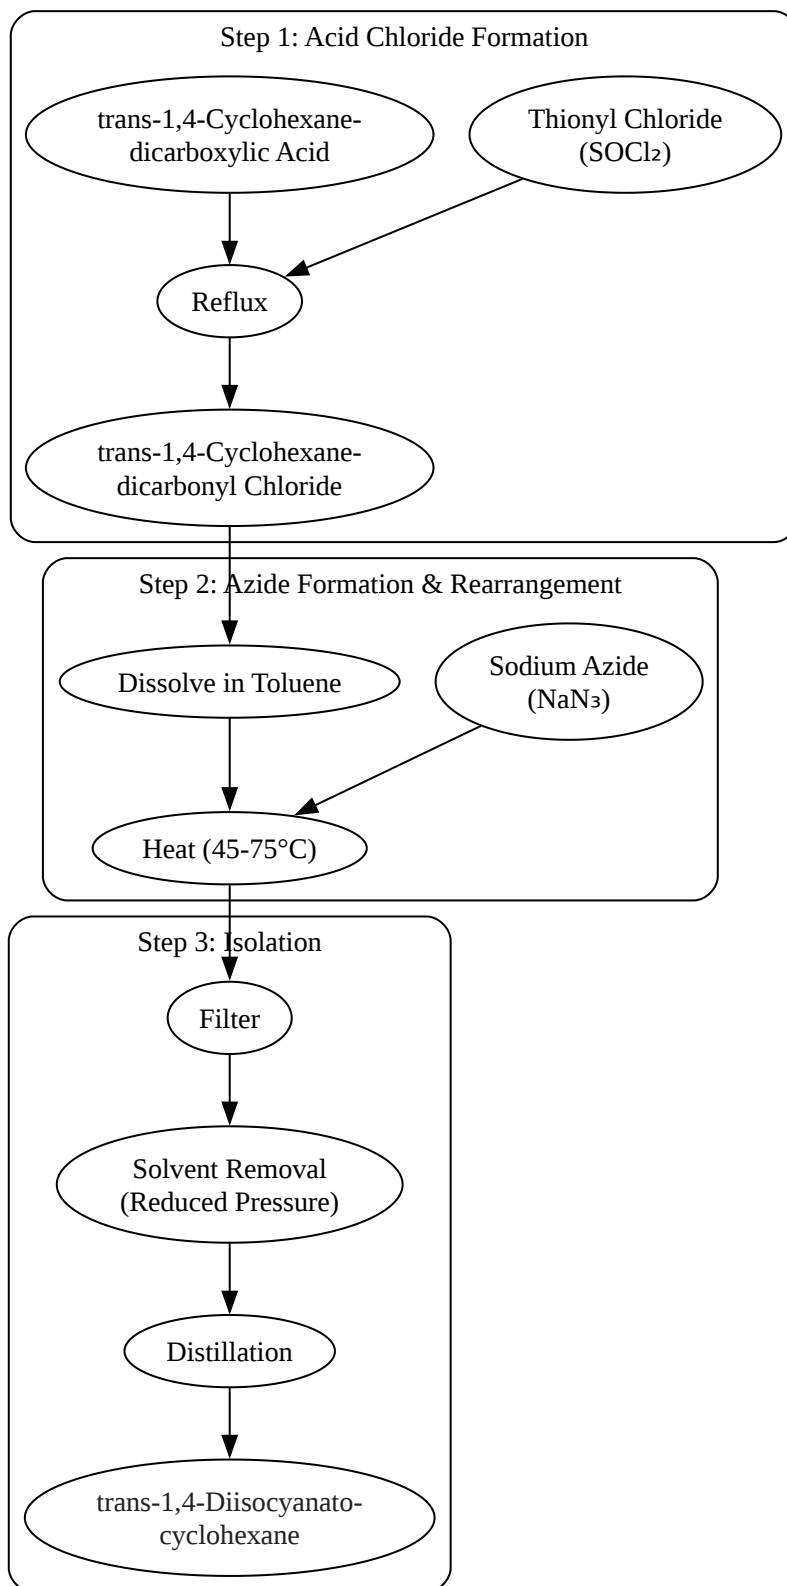 Step 1: Acid Chloride Formation
trans-1,4-Cyclohexane-
dicarboxylic Acid
Thionyl Chloride
(SOCl₂)
Reflux
trans-1,4-Cyclohexane-
dicarbonyl Chloride
Step 2: Azide Formation & Rearrangement
Dissolve in Toluene
Sodium Azide
(NaN₃)
Heat (45-75°C)
Step 3: Isolation
Filter
Solvent Removal
(Reduced Pressure)
Distillation
trans-1,4-Diisocyanato-
cyclohexane